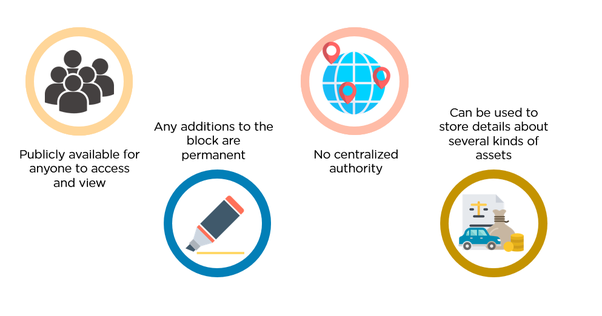 Publicly available for
anyone to access
and view
Any additions to the
block are
permanent
No centralized
authority
Can be used to
store details about
several kinds of
assets